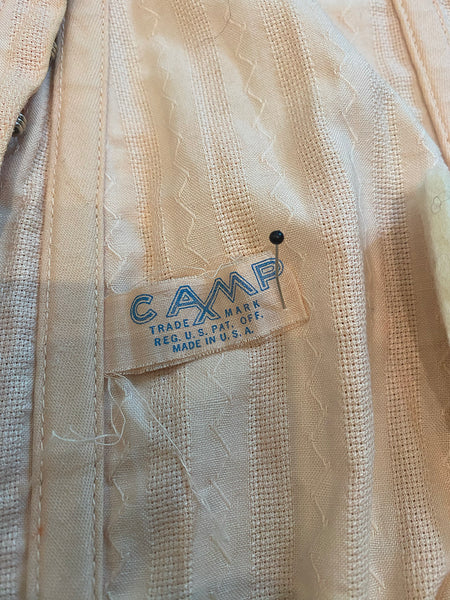 CAMP
TRADE MARK
REG. U.S. PAT. OFF.
MADE IN U.S.A.